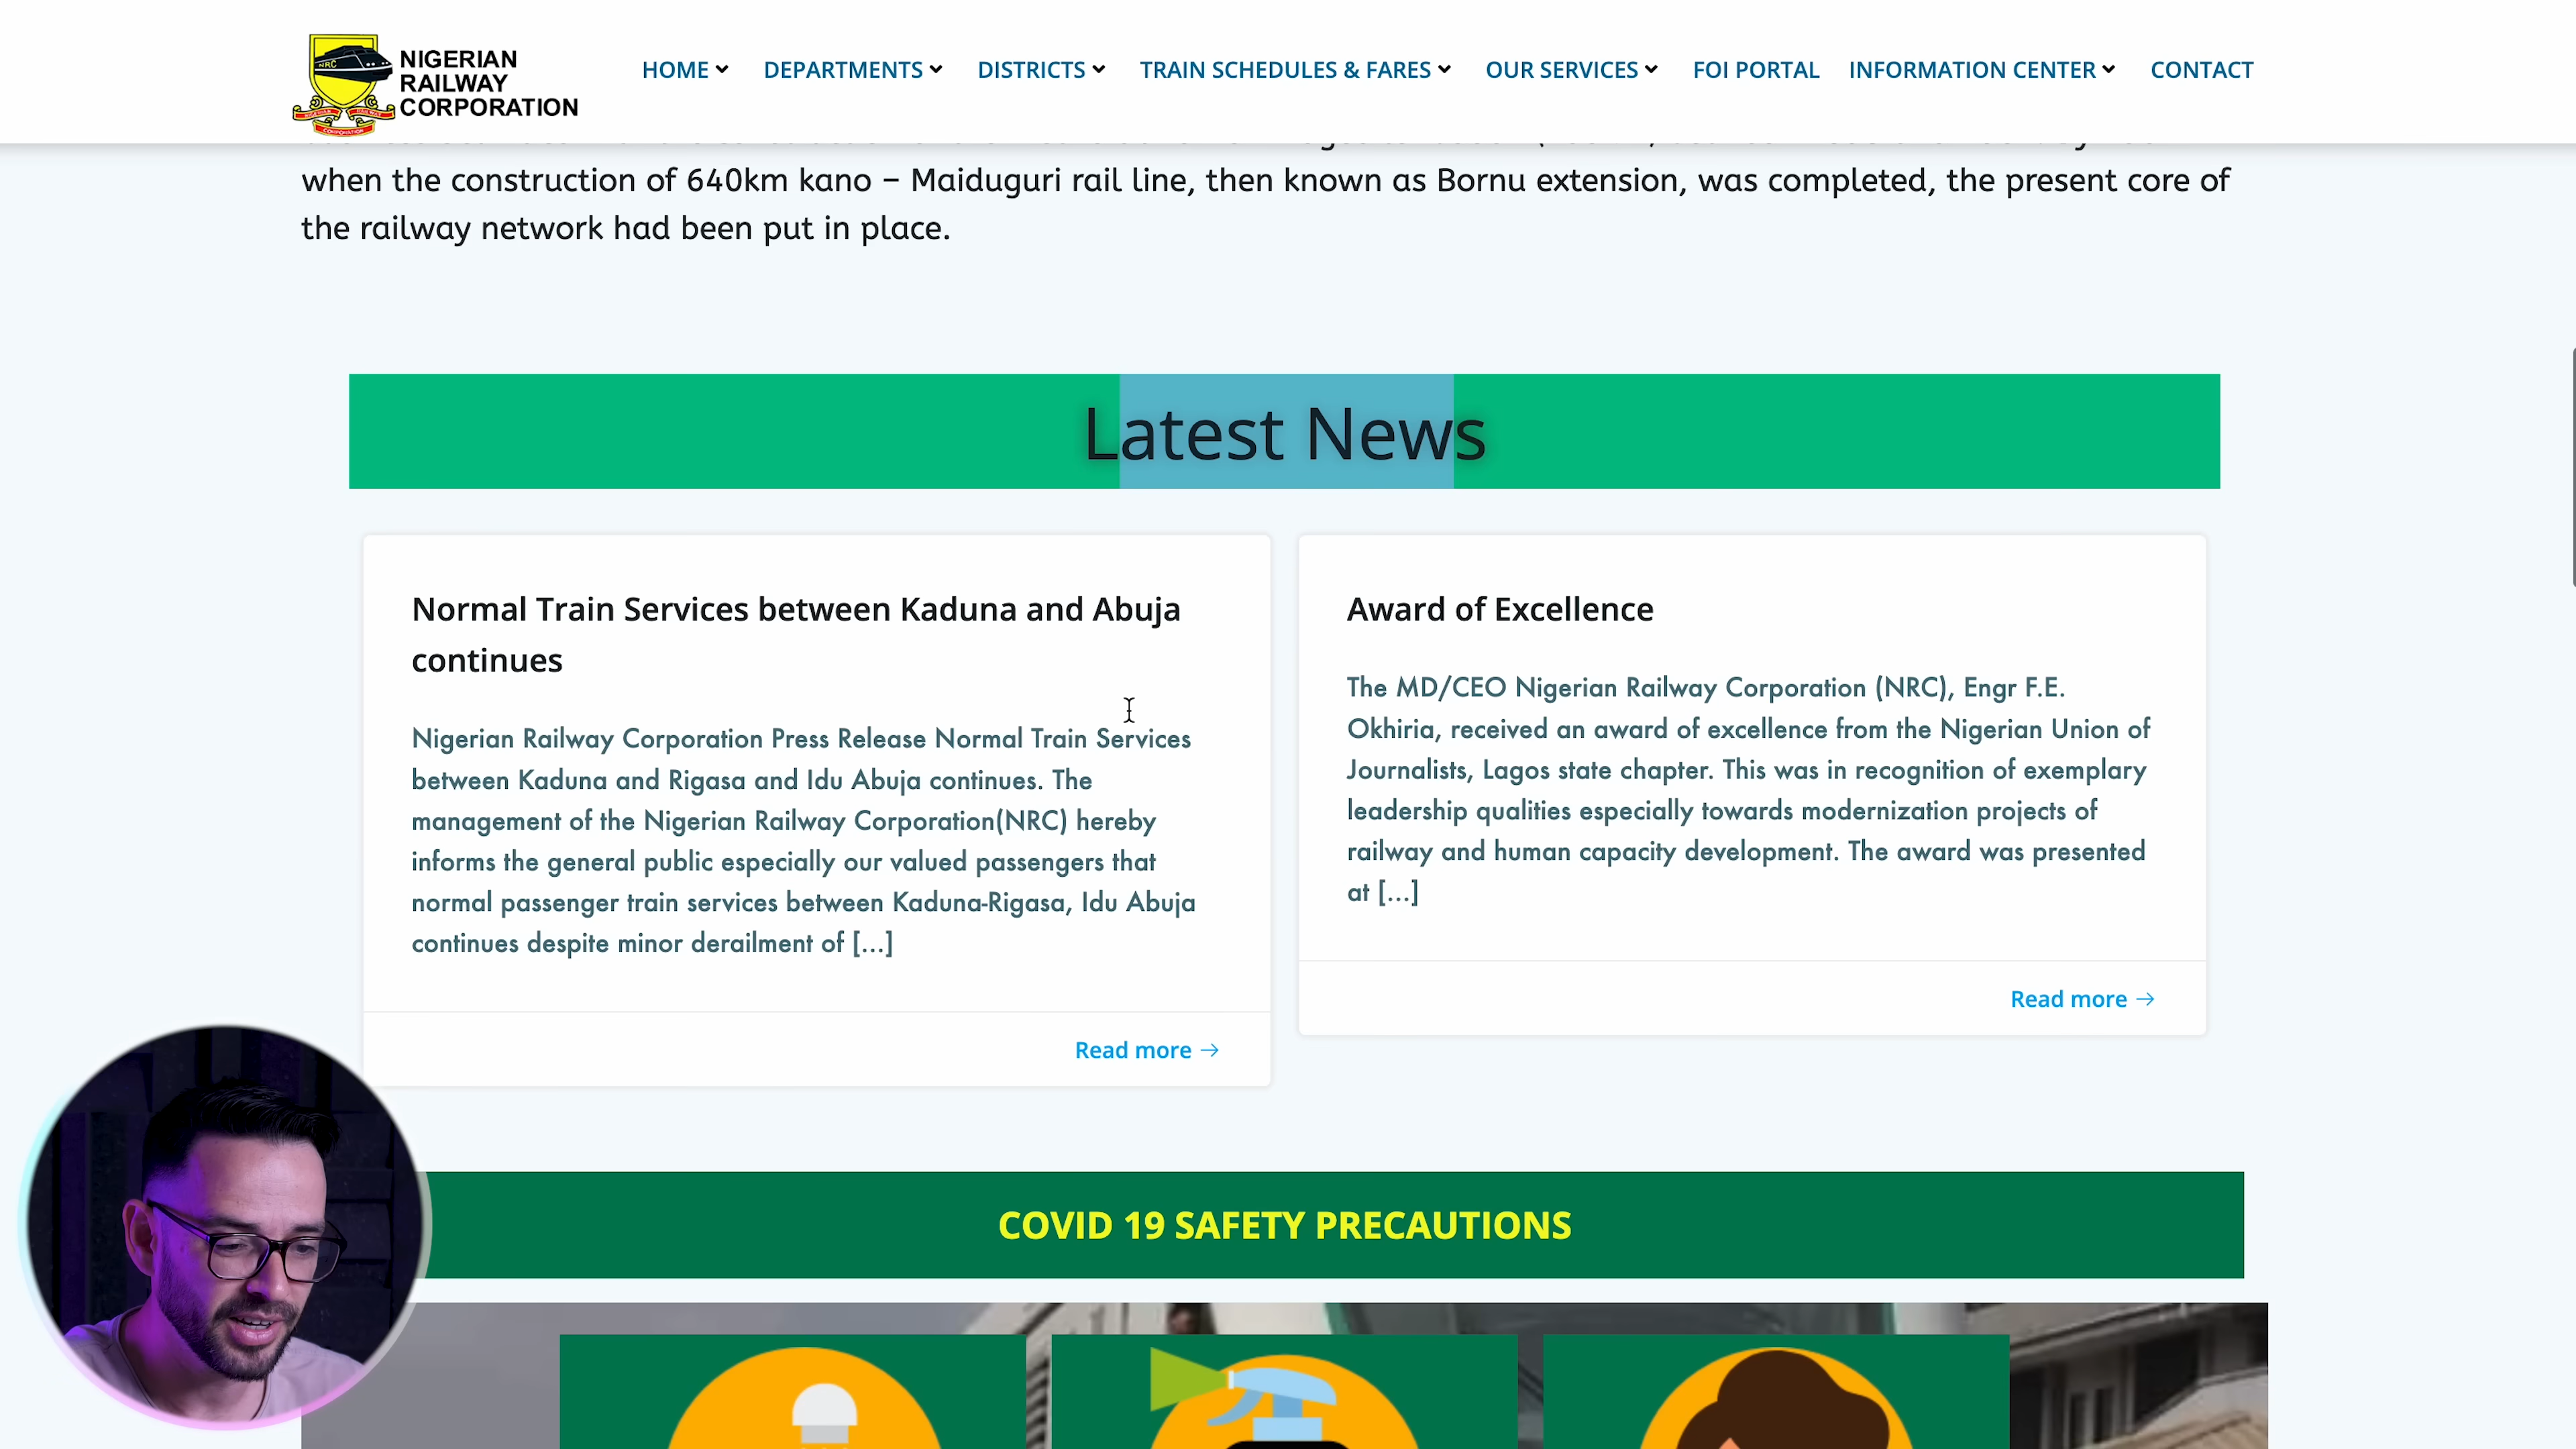 NIGERIAN
RAILWAY
CORPORATION
NRC
CORPORATION
HOME
DEPARTMENTS
DISTRICTS
TRAIN SCHEDULES & FARES
OUR SERVICES
FOI PORTAL
INFORMATION CENTER
CONTACT
when the construction of 640km kano – Maiduguri rail line, then known as Bornu extension, was completed, the present core of
the railway network had been put in place.
Latest News
Normal Train Services between Kaduna and Abuja
continues
Nigerian Railway Corporation Press Release Normal Train Services
between Kaduna and Rigasa and Idu Abuja continues. The
management of the Nigerian Railway Corporation(NRC) hereby
informs the general public especially our valued passengers that
normal passenger train services between Kaduna-Rigasa, Idu Abuja
continues despite minor derailment of [...]
Read more
Award of Excellence
The MD/CEO Nigerian Railway Corporation (NRC), Engr F.E.
Okhiria, received an award of excellence from the Nigerian Union of
Journalists, Lagos state chapter. This was in recognition of exemplary
leadership qualities especially towards modernization projects of
railway and human capacity development. The award was presented
at [...]
Read more
COVID 19 SAFETY PRECAUTIONS